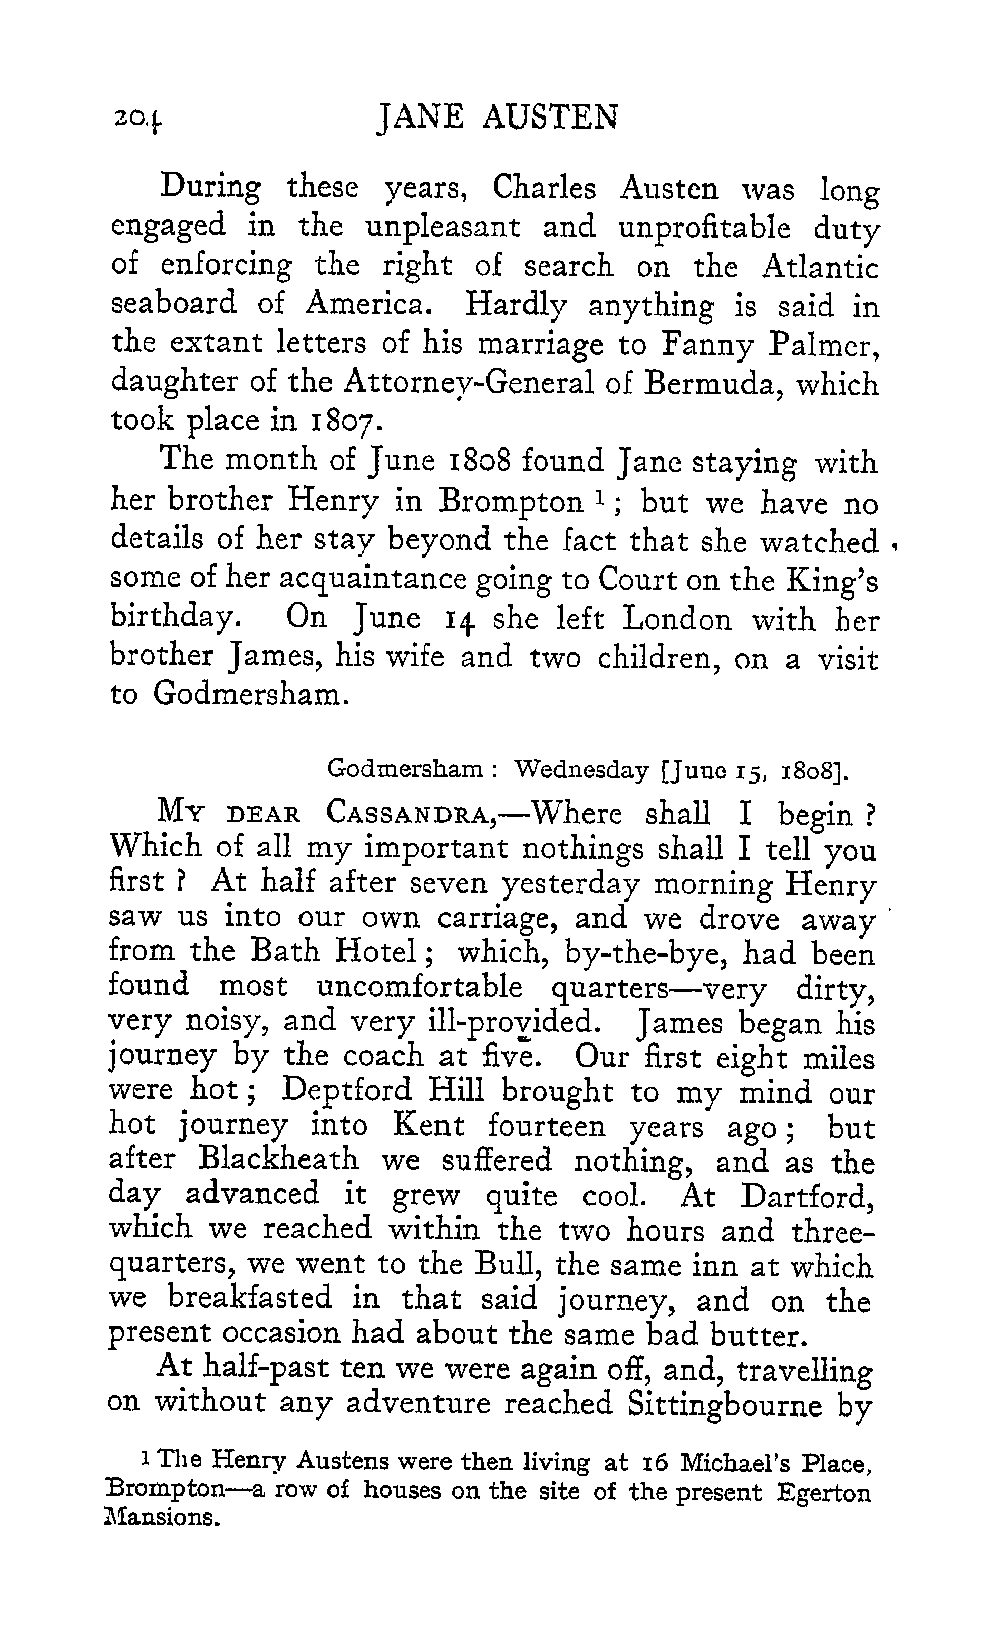 204 JANE AUSTEN
During these years, Charles Austen was long
engaged in the unpleasant and unprofitable duty
of enforcing the right of search on the Atlantic
seaboard of America. Hardly anything is said in
the extant letters of his marriage to Fanny Palmer,
daughter of the Attorney-General of Bermuda, which
took place in 1807.
The month of June 1808 found Jane staying with
her brother Henry in Brompton ¹; but we have no
details of her stay beyond the fact that she watched
some of her acquaintance going to Court on the King's
birthday. On June 14 she left London with her
brother James, his wife and two children, on a visit
to Godmersham.
Godmersham: Wednesday [June 15, 1808].
MY DEAR CASSANDRA,—Where shall I begin?
Which of all my important nothings shall I tell you
first? At half after seven yesterday morning Henry
saw us into our own carriage, and we drove away
from the Bath Hotel; which, by-the-bye, had been
found most uncomfortable quarters—very dirty,
very noisy, and very ill-provided. James began his
journey by the coach at five. Our first eight miles
were hot; Deptford Hill brought to my mind our
hot journey into Kent fourteen years ago; but
after Blackheath we suffered nothing, and as the
day advanced it grew quite cool. At Dartford,
which we reached within the two hours and three-
quarters, we went to the Bull, the same inn at which
we breakfasted in that said journey, and on the
present occasion had about the same bad butter.
At half-past ten we were again off, and, travelling
on without any adventure reached Sittingbourne by
¹ The Henry Austens were then living at 16 Michael's Place,
Brompton—a row of houses on the site of the present Egerton
Mansions.